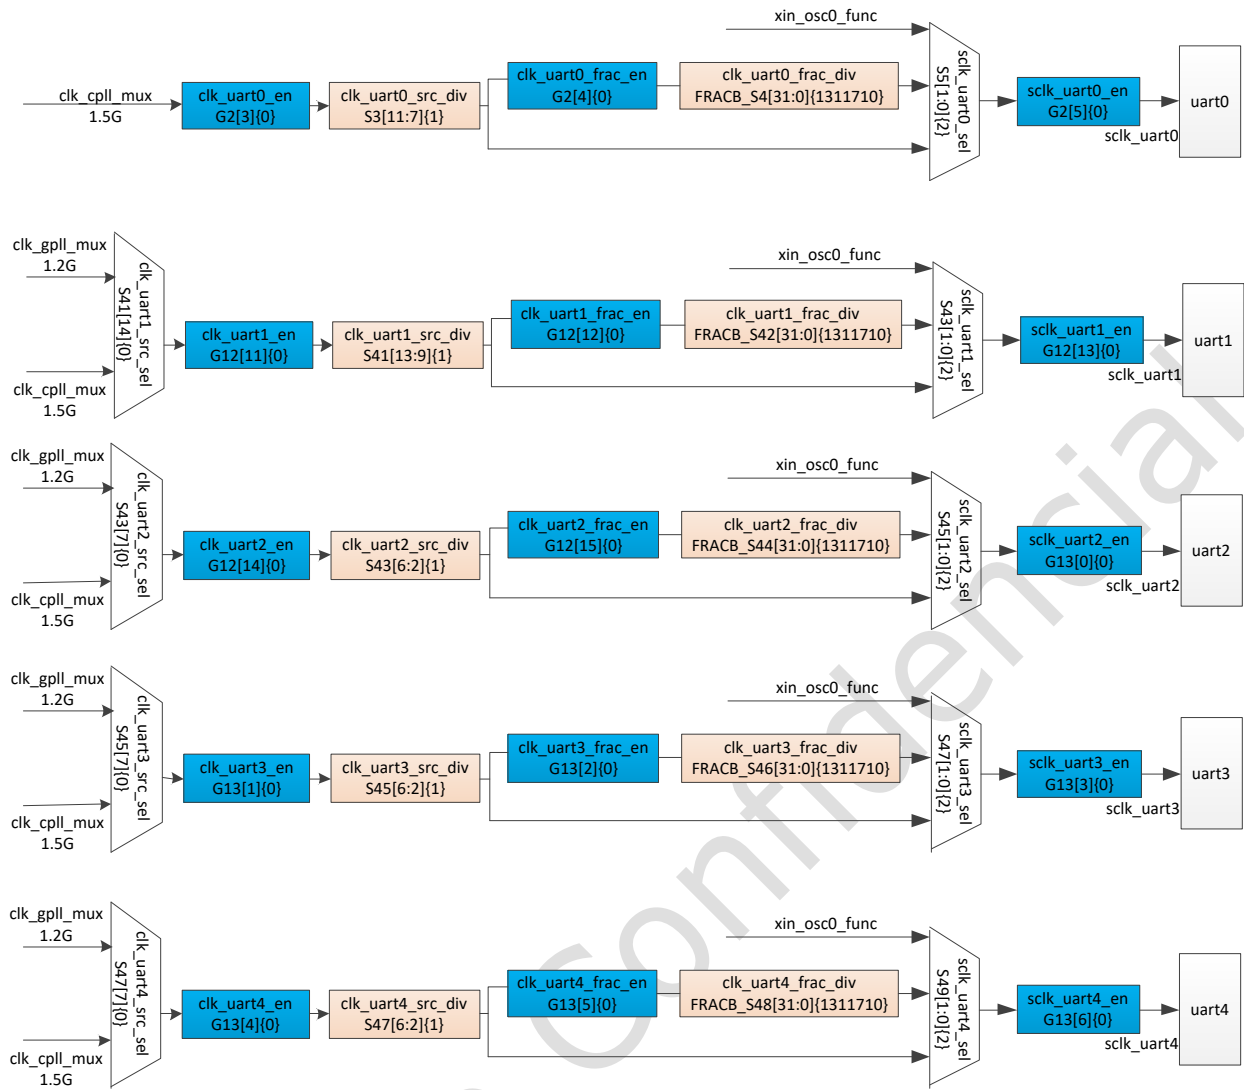 xin_osc0_func
clk_cpll_mux
1.5G
clk_uart0_en
G2[3]{0}
clk_uart0_src_div
S3[11:7]{1}
clk_uart0_frac_en
G2[4]{0}
clk_uart0_frac_div
FRACB_S4[31:0]{1311710}
sclk_uart0_sel
S5[1:0]{2}
sclk_uart0_en
G2[5]{0}
sclk_uart0
uart0
clk_gpll_mux
1.2G
clk_cpll_mux
1.5G
clk_uart1_src_sel
S41[14]{0}
clk_uart1_en
G12[11]{0}
clk_uart1_src_div
S41[13:9]{1}
clk_uart1_frac_en
G12[12]{0}
xin_osc0_func
clk_uart1_frac_div
FRACB_S42[31:0]{1311710}
sclk_uart1_sel
S43[1:0]{2}
sclk_uart1_en
G12[13]{0}
sclk_uart1
uart1
clk_gpll_mux
1.2G
clk_cpll_mux
1.5G
clk_uart2_src_sel
S43[7]{0}
clk_uart2_en
G12[14]{0}
clk_uart2_src_div
S43[6:2]{1}
clk_uart2_frac_en
G12[15]{0}
xin_osc0_func
clk_uart2_frac_div
FRACB_S44[31:0]{1311710}
sclk_uart2_sel
S45[1:0]{2}
sclk_uart2_en
G13[0]{0}
sclk_uart2
uart2
clk_gpll_mux
1.2G
clk_cpll_mux
1.5G
clk_uart3_src_sel
S45[7]{0}
clk_uart3_en
G13[1]{0}
clk_uart3_src_div
S45[6:2]{1}
clk_uart3_frac_en
G13[2]{0}
xin_osc0_func
clk_uart3_frac_div
FRACB_S46[31:0]{1311710}
sclk_uart3_sel
S47[1:0]{2}
sclk_uart3_en
G13[3]{0}
sclk_uart3
uart3
clk_gpll_mux
1.2G
clk_cpll_mux
1.5G
clk_uart4_src_sel
S47[7]{0}
clk_uart4_en
G13[4]{0}
clk_uart4_src_div
S47[6:2]{1}
clk_uart4_frac_en
G13[5]{0}
xin_osc0_func
clk_uart4_frac_div
FRACB_S48[31:0]{1311710}
sclk_uart4_sel
S49[1:0]{2}
sclk_uart4_en
G13[6]{0}
sclk_uart4
uart4
Confidencial